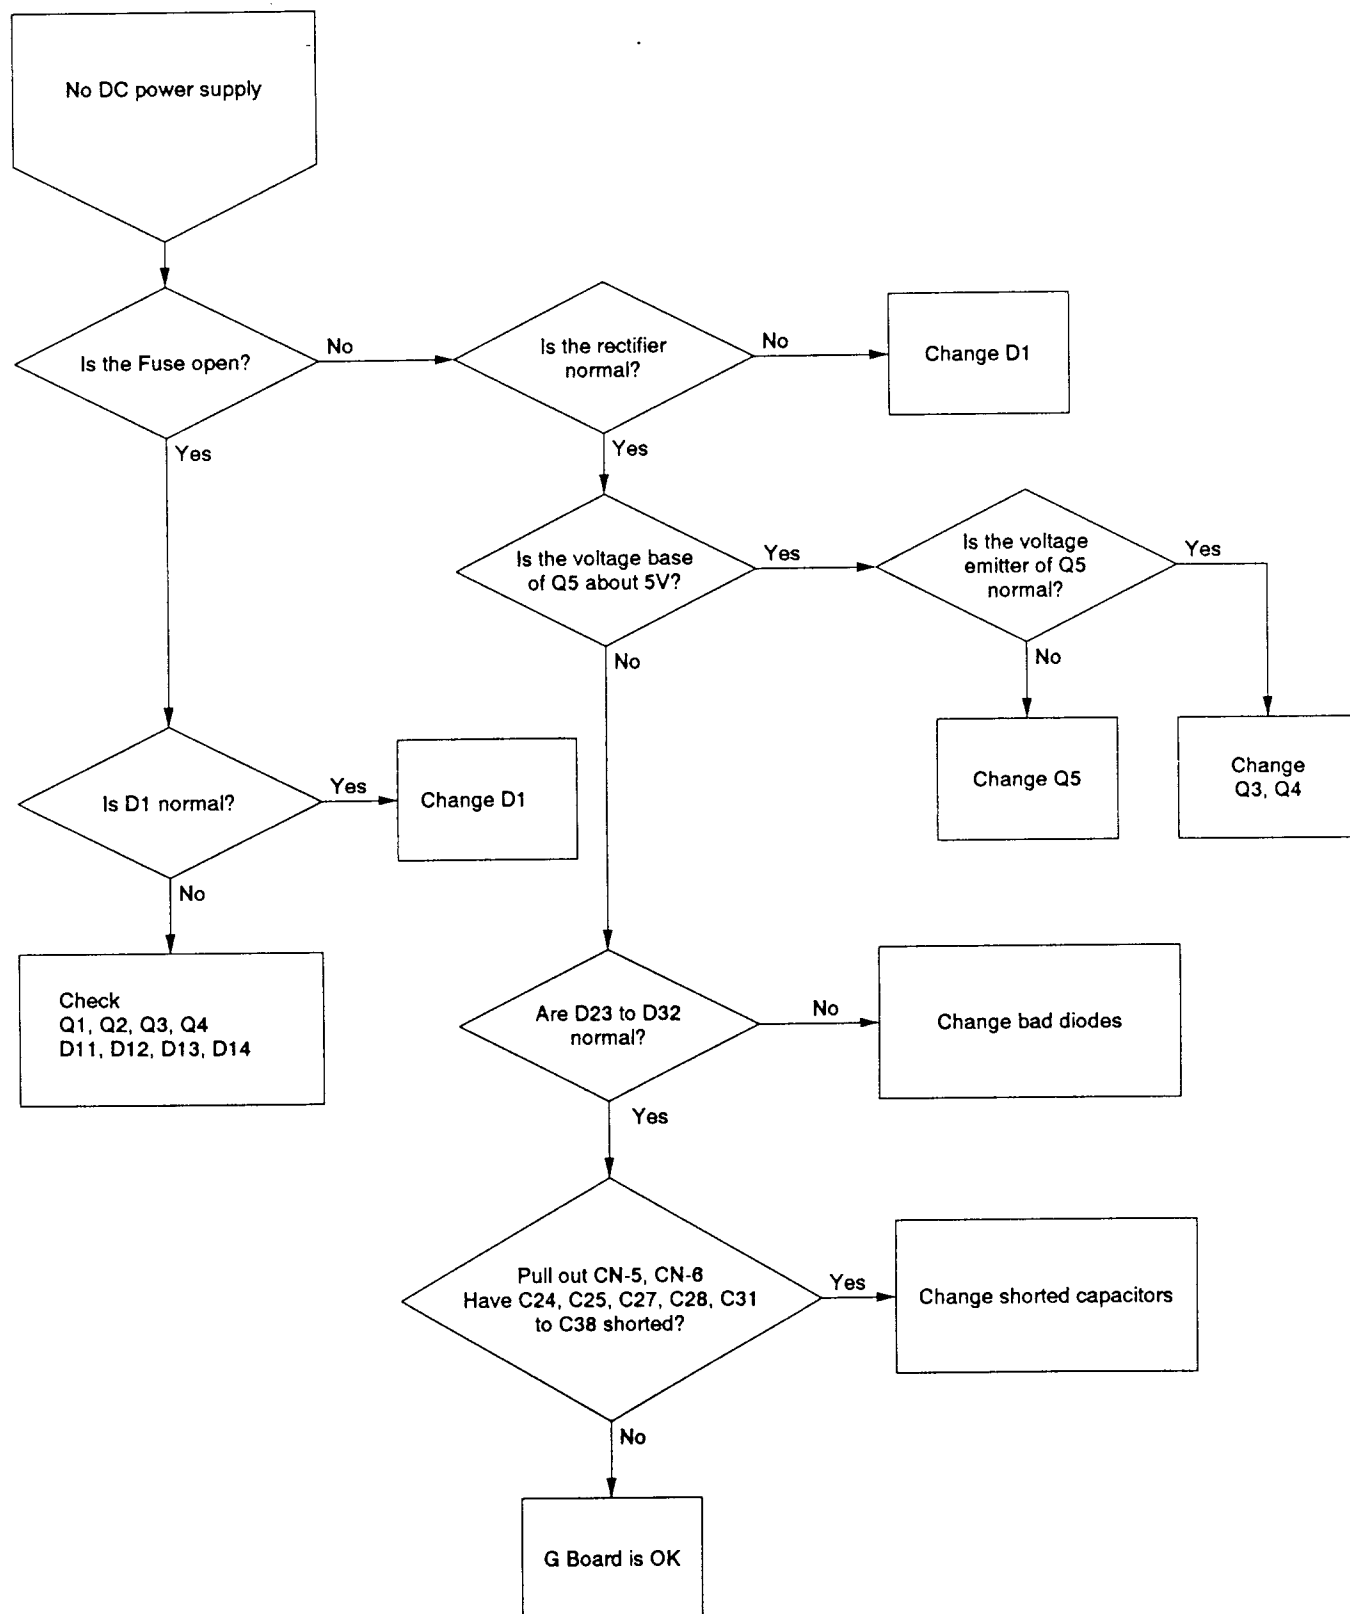 No DC power supply
Is the Fuse open?
No
Is the rectifier
normal?
No
Change D1
Yes
Yes
Is the voltage base
of Q5 about 5V?
Yes
Is the voltage
emitter of Q5
normal?
Yes
No
No
Change Q5
Change
Q3, Q4
Is D1 normal?
Yes
Change D1
No
Check
Q1, Q2, Q3, Q4
D11, D12, D13, D14
Are D23 to D32
normal?
No
Change bad diodes
Yes
Pull out CN-5, CN-6
Have C24, C25, C27, C28, C31
to C38 shorted?
Yes
Change shorted capacitors
No
G Board is OK